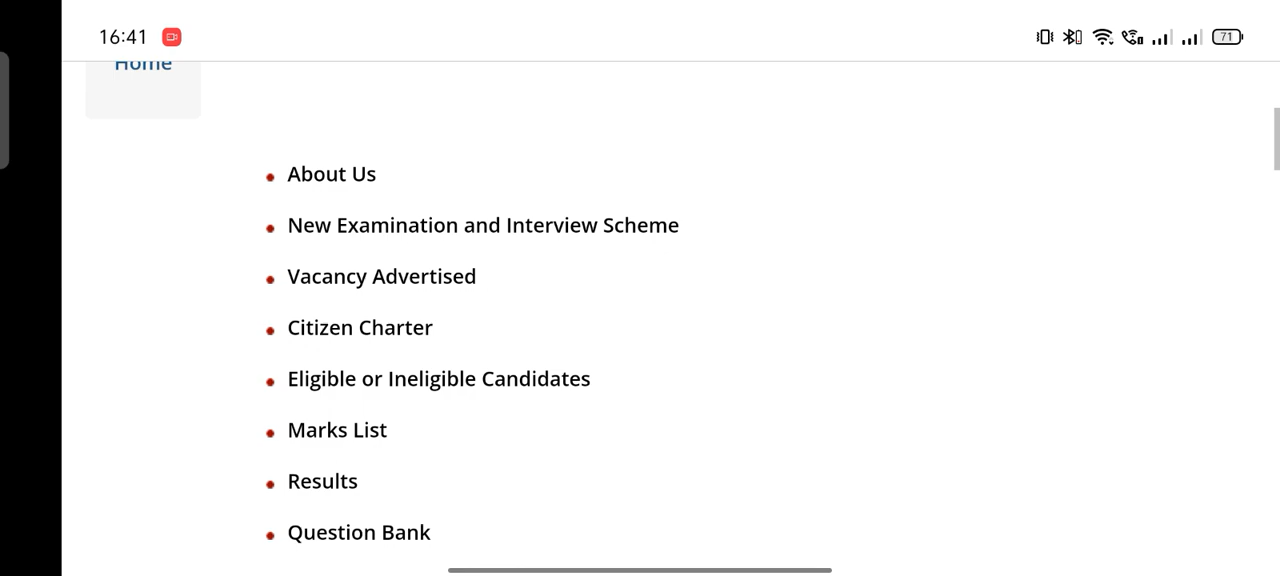 16:41
71
Home
About Us
New Examination and Interview Scheme
Vacancy Advertised
Citizen Charter
Eligible or Ineligible Candidates
Marks List
Results
Question Bank